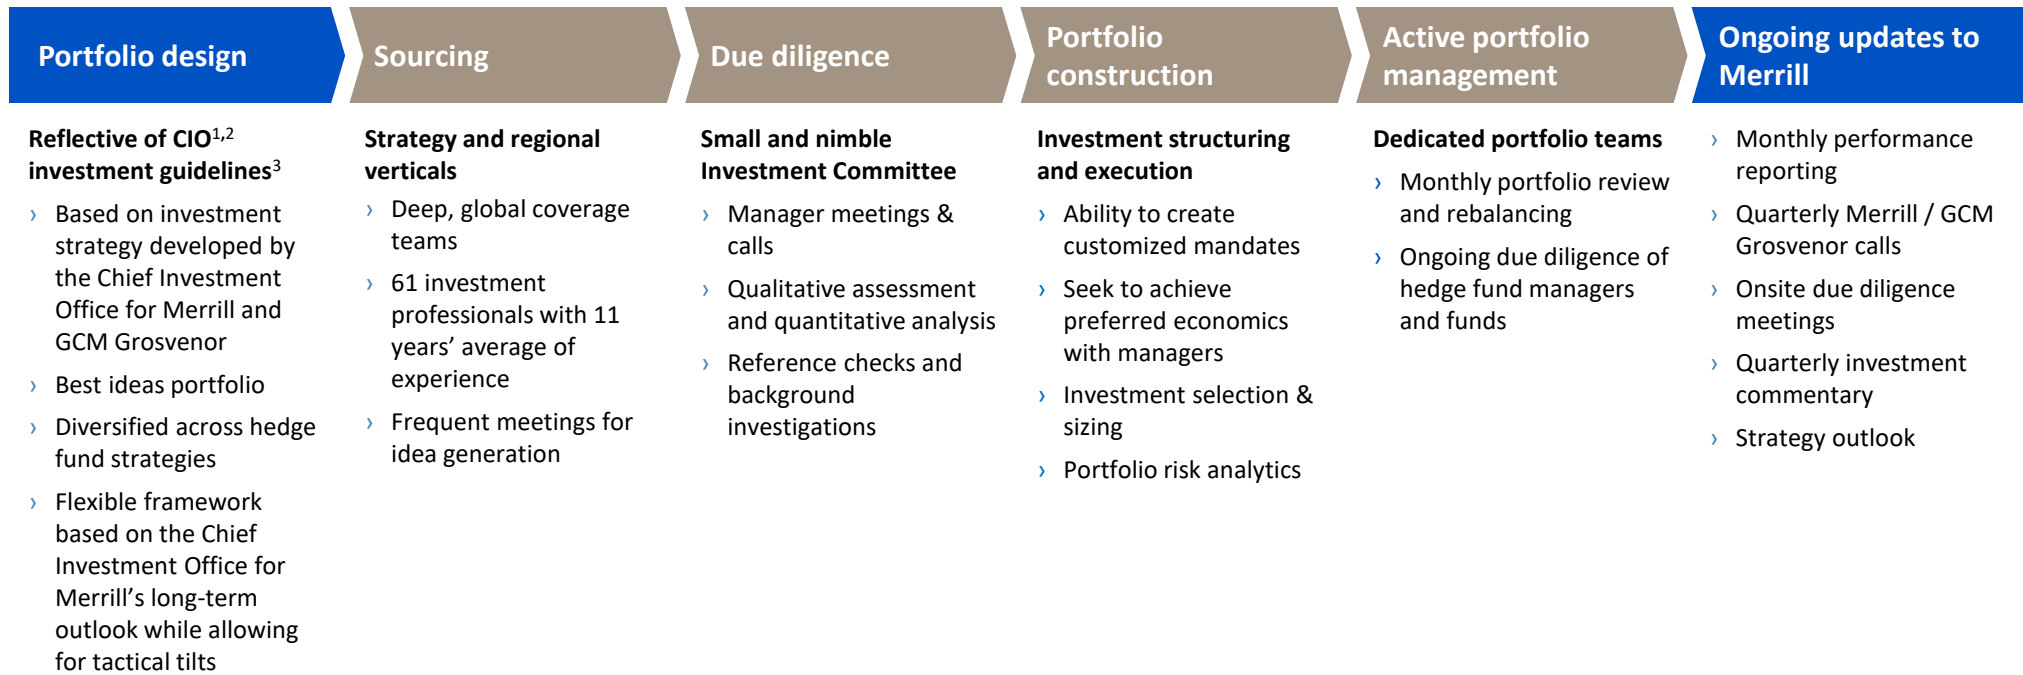 Portfolio design
Sourcing
Due diligence
Portfolio
construction
Active portfolio
management
Ongoing updates to
Merrill
Reflective of CIO1,2
investment guidelines3
› Based on investment
strategy developed by
the Chief Investment
Office for Merrill and
GCM Grosvenor
› Best ideas portfolio
› Diversified across hedge
fund strategies
› Flexible framework
based on the Chief
Investment Office for
Merrill’s long-term
outlook while allowing
for tactical tilts
Strategy and regional
verticals
› Deep, global coverage
teams
› 61 investment
professionals with 11
years’ average of
experience
› Frequent meetings for
idea generation
Small and nimble
Investment Committee
› Manager meetings &
calls
› Qualitative assessment
and quantitative analysis
› Reference checks and
background
investigations
Investment structuring
and execution
› Ability to create
customized mandates
› Seek to achieve
preferred economics
with managers
› Investment selection &
sizing
› Portfolio risk analytics
Dedicated portfolio teams
› Monthly portfolio review
and rebalancing
› Ongoing due diligence of
hedge fund managers
and funds
› Monthly performance
reporting
› Quarterly Merrill / GCM
Grosvenor calls
› Onsite due diligence
meetings
› Quarterly investment
commentary
› Strategy outlook